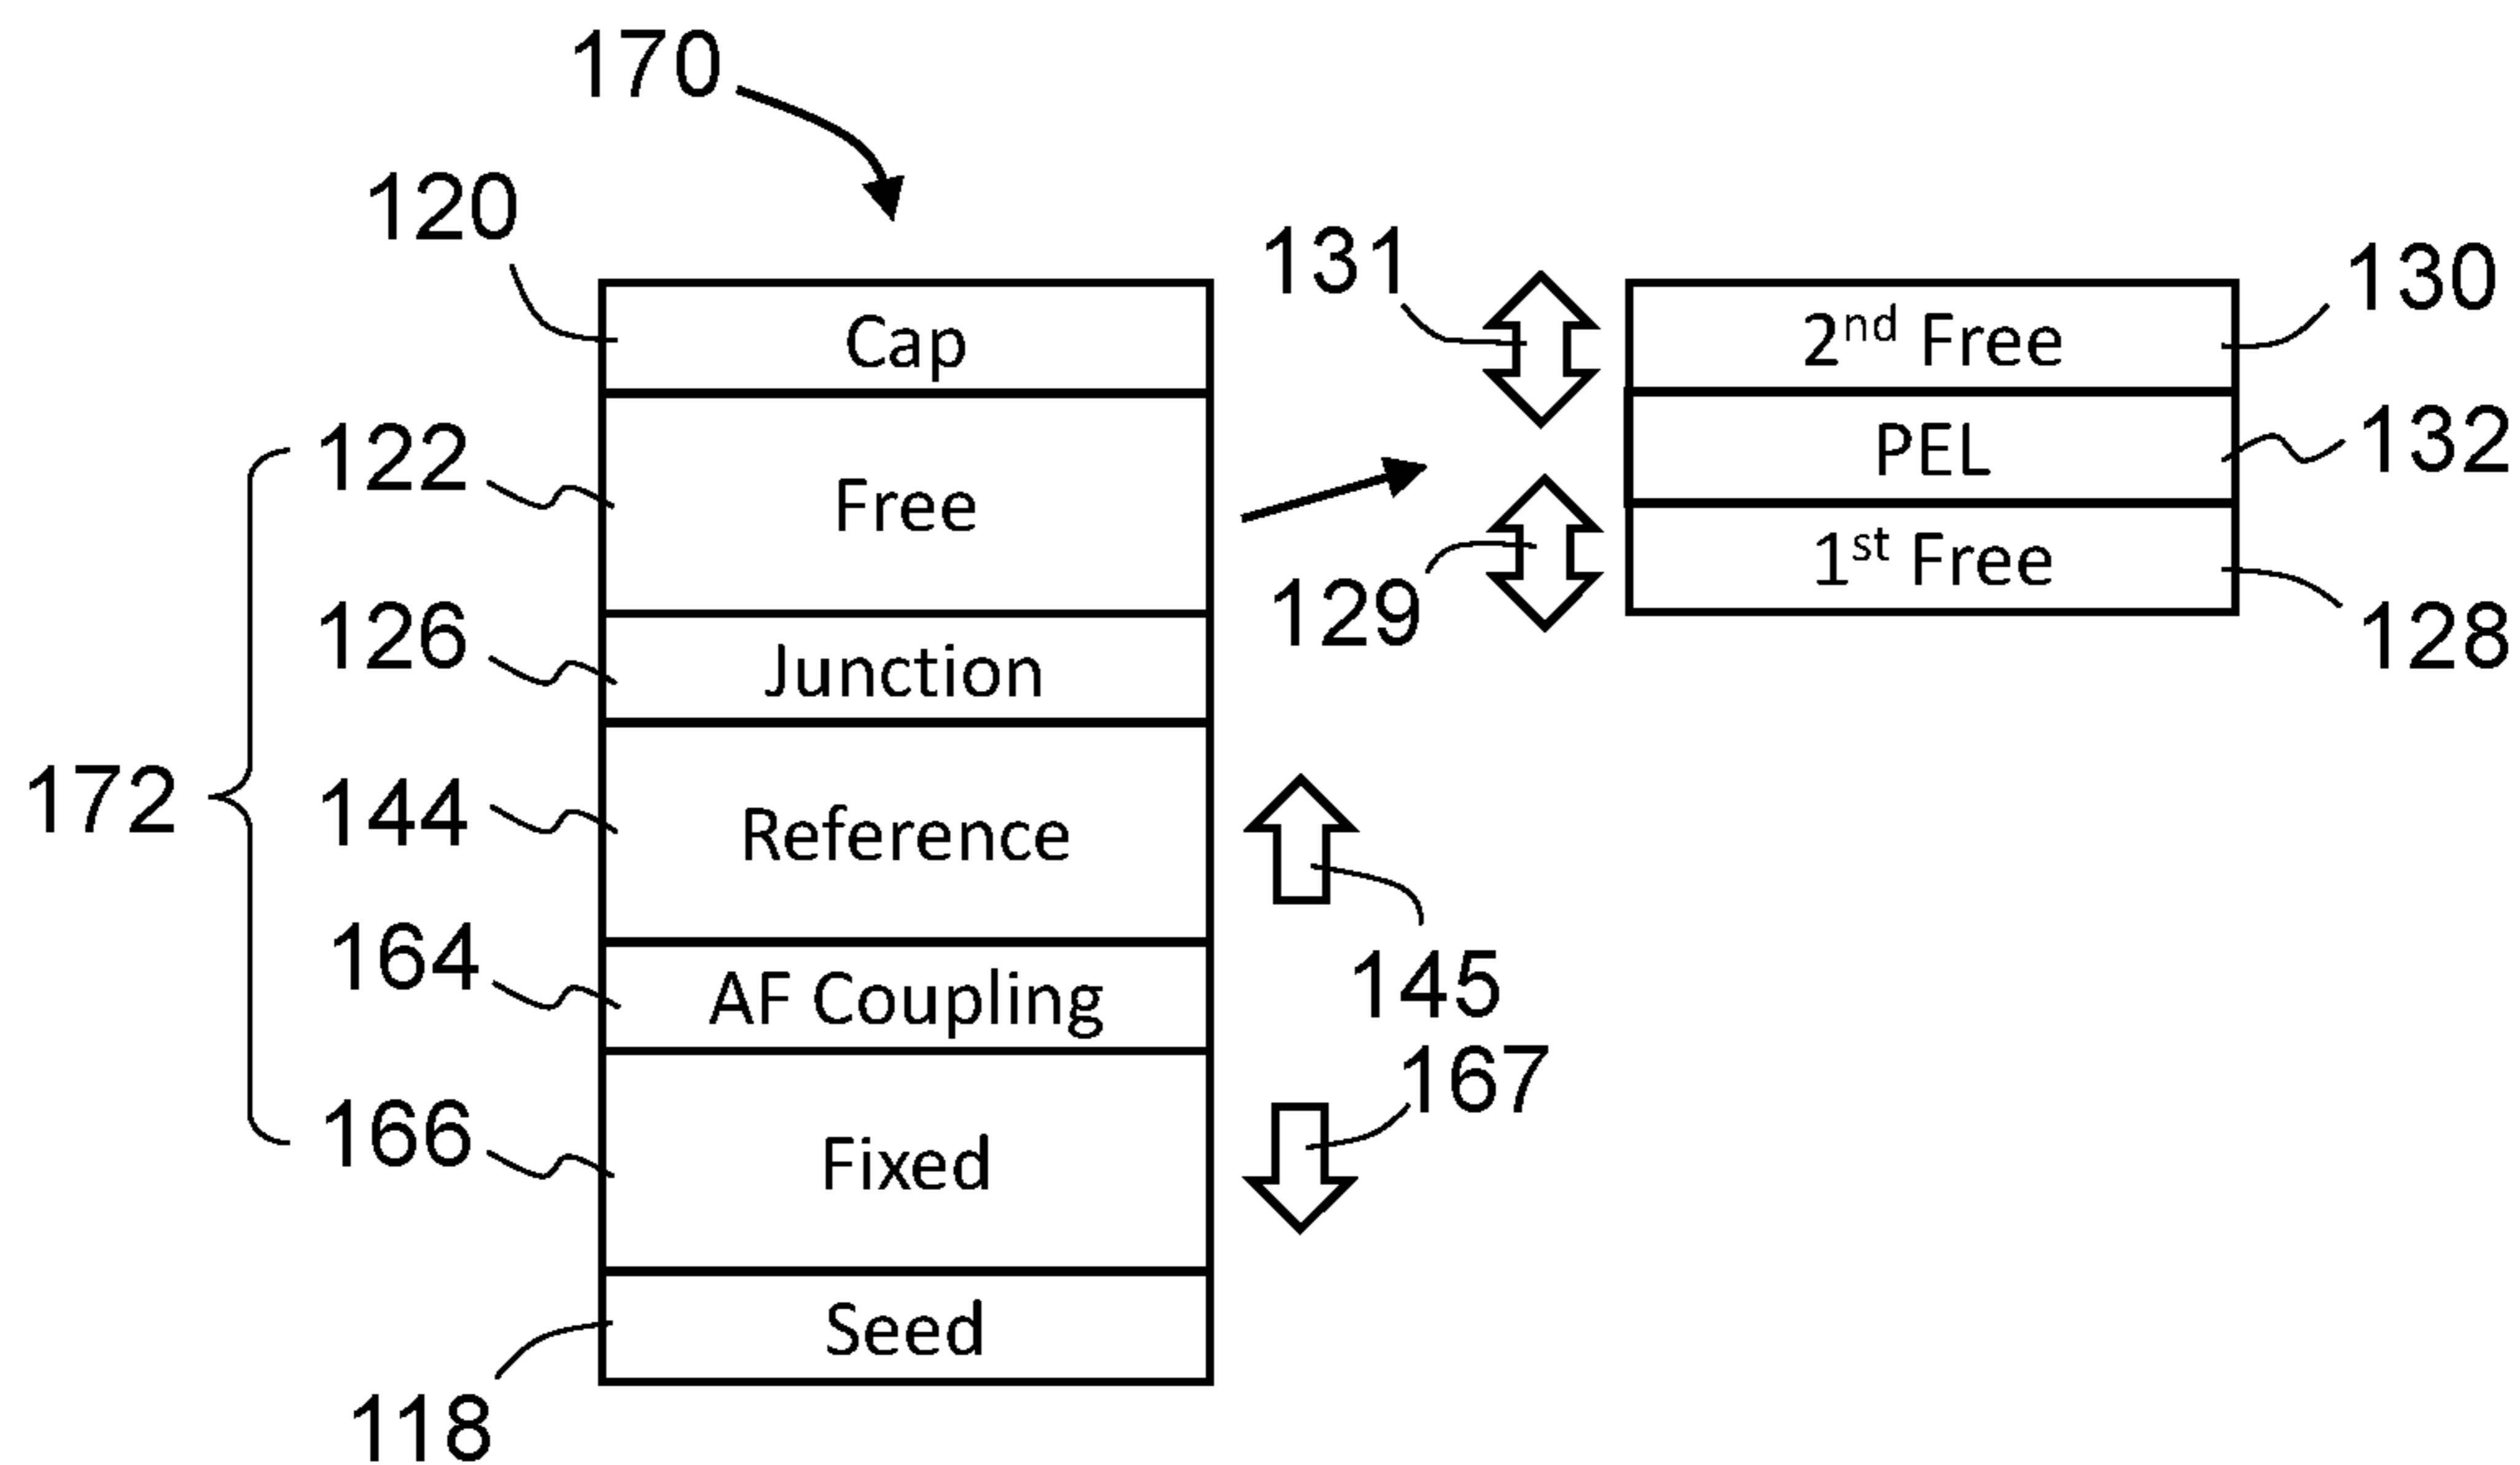 170
120
131
130
Cap
2nd Free
122
132
PEL
Free
129
1st Free
126
128
Junction
172
144
Reference
164
145
AF Coupling
167
166
Fixed
Seed
118